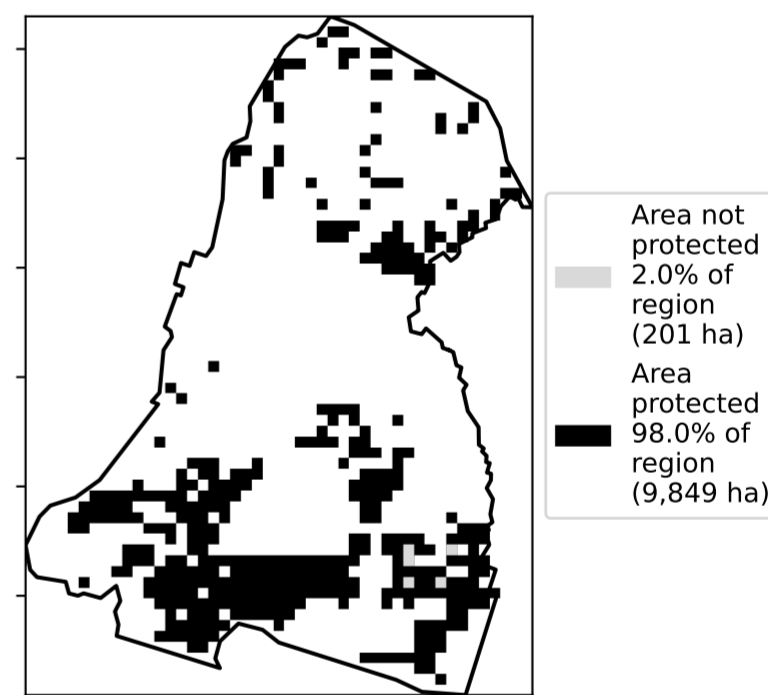 Area not
protected
2.0% of
region
(201 ha)
Area
protected
98.0% of
region
(9,849 ha)